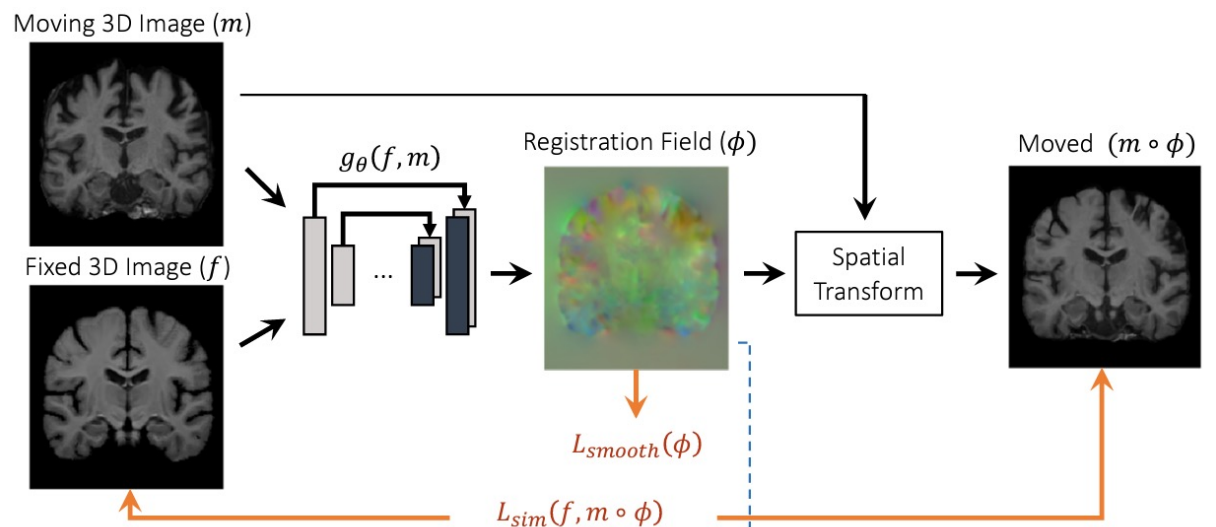 Moving 3D Image (m)
g_θ(f, m)
Registration Field (ϕ)
Moved (m ∘ ϕ)
Fixed 3D Image (f)
...
Spatial
Transform
L_smooth(ϕ)
L_sim(f, m ∘ ϕ)